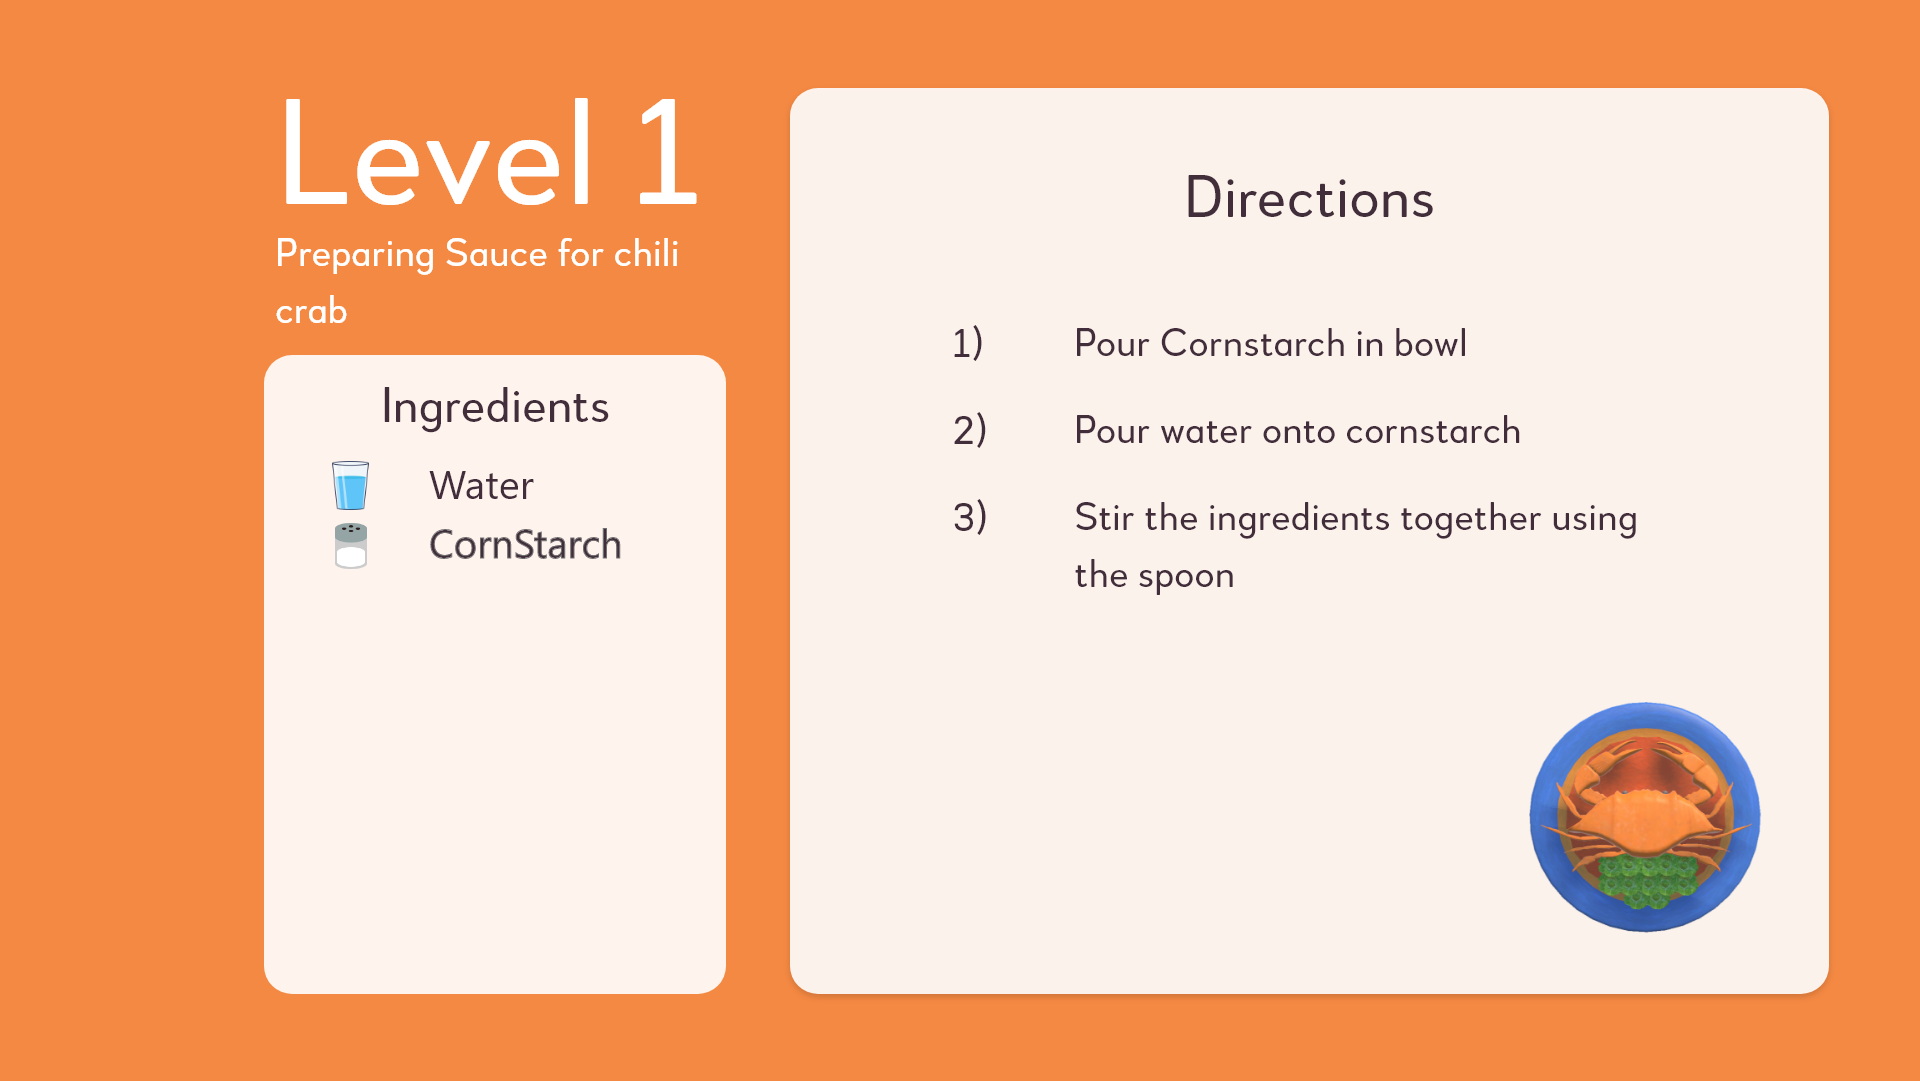 Level 1
Preparing Sauce for chili
crab
Ingredients
Water
CornStarch
Directions
1) Pour Cornstarch in bowl
2) Pour water onto cornstarch
3) Stir the ingredients together using
the spoon